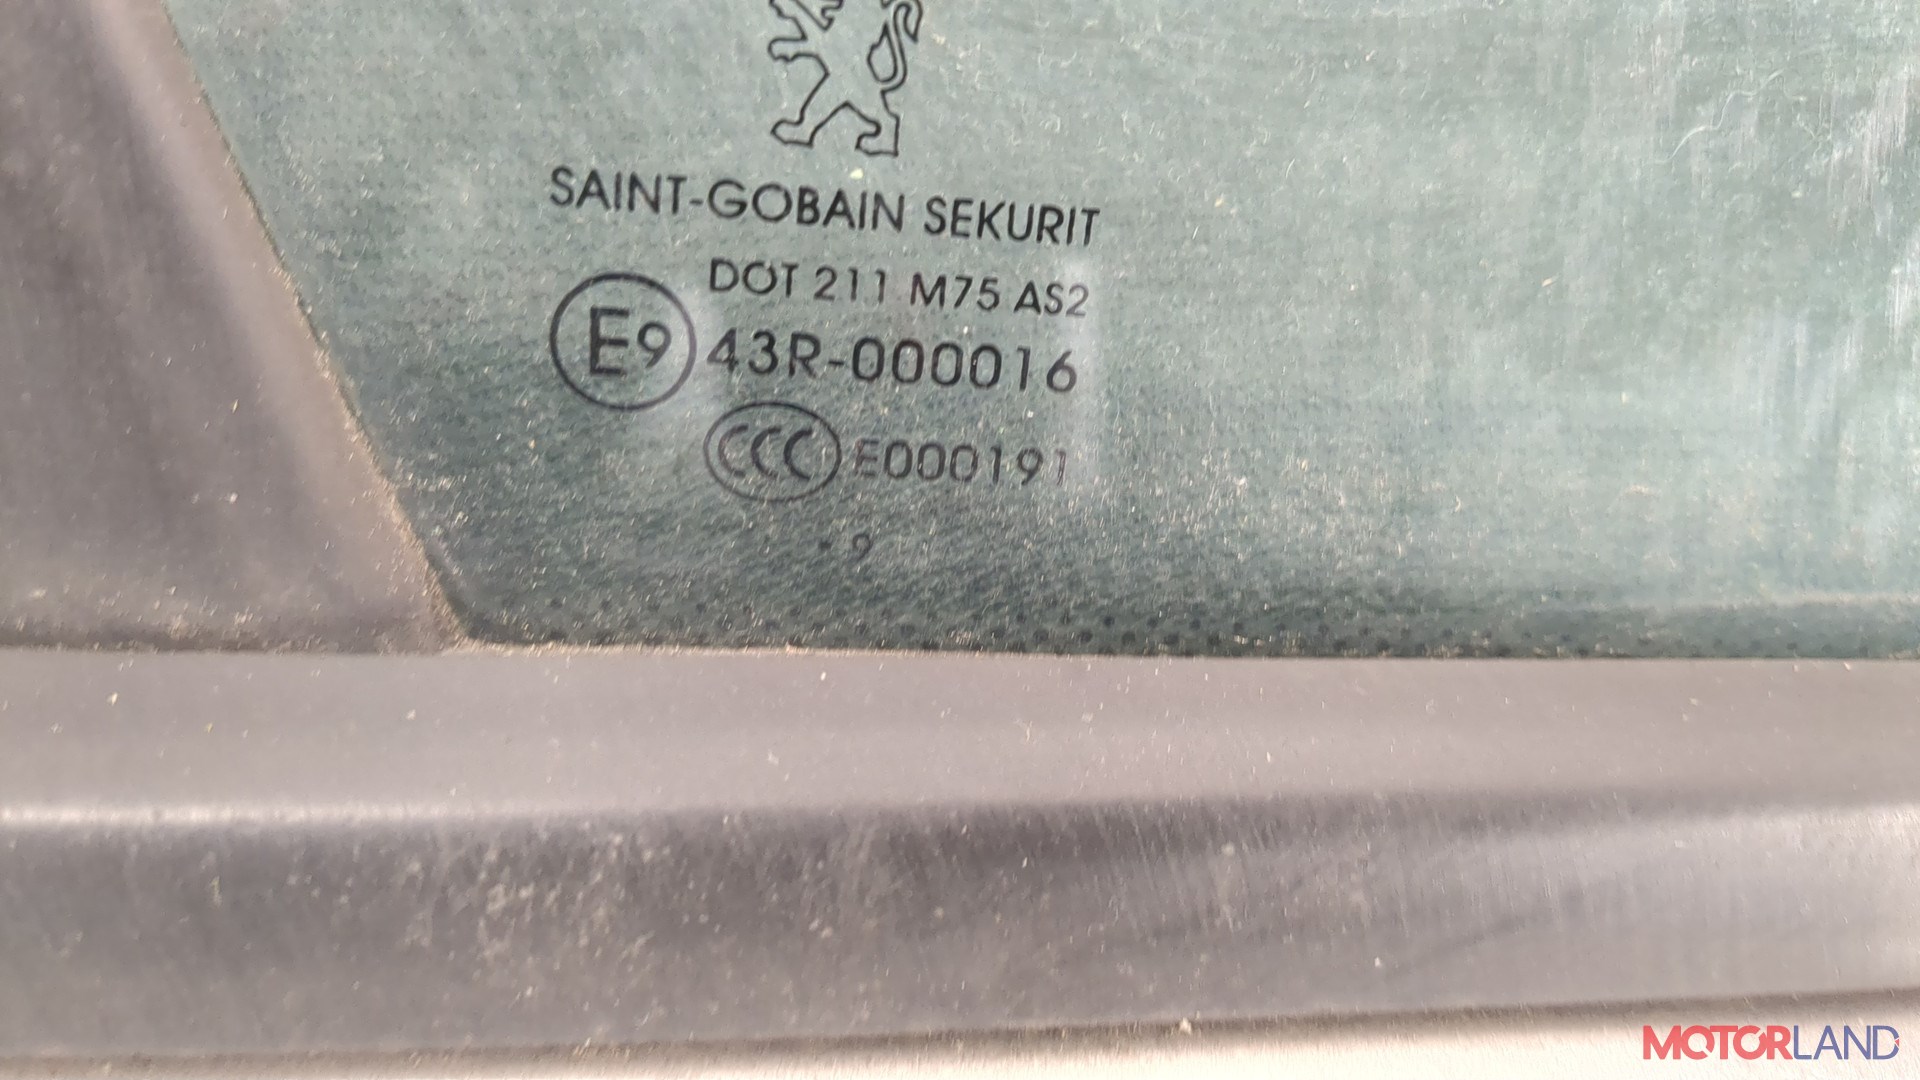 SAINT-GOBAIN SEKURIT
DOT 211 M75 AS2
E9 43R-000016
CCC E000191
. 9
MOTORLAND